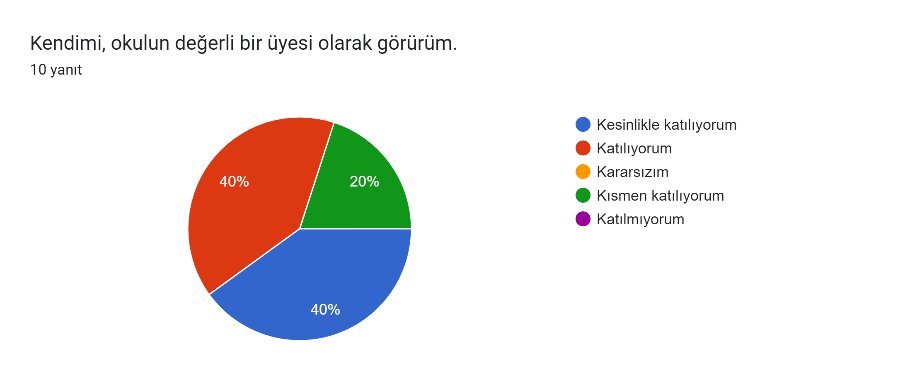 Kendimi, okulun değerli bir üyesi olarak görürüm.
10 yanıt
40%
20%
40%
Kesinlikle katılıyorum
Katılıyorum
Kararsızım
Kısmen katılıyorum
Katılmıyorum